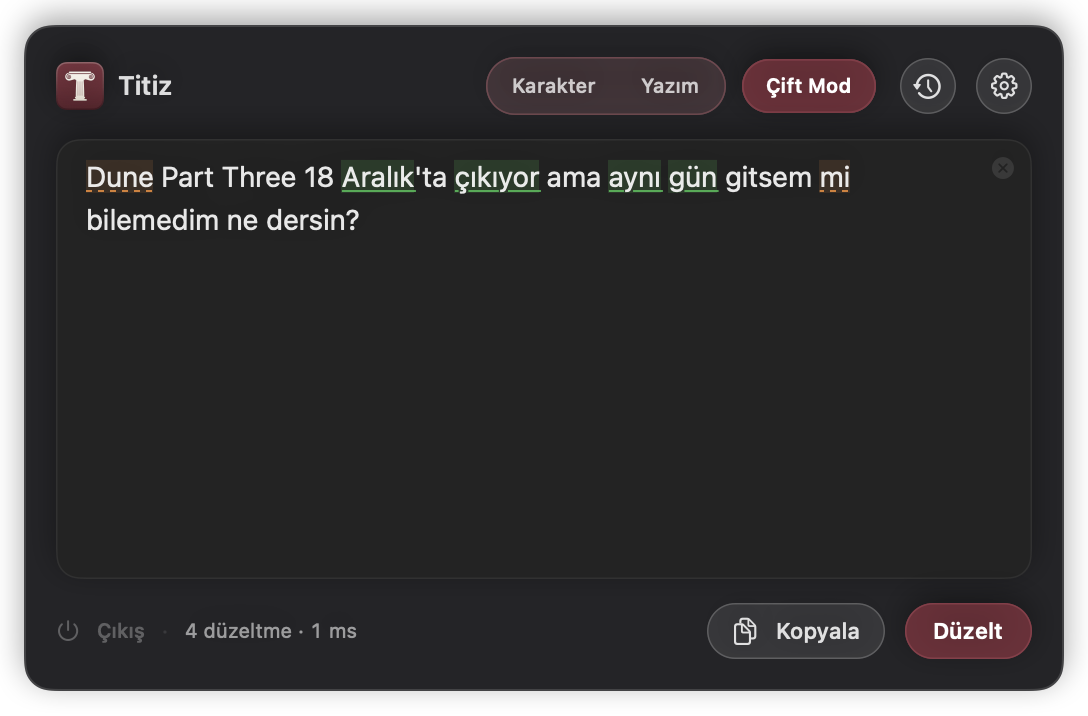 Titiz
Karakter Yazım Çift Mod
Dune Part Three 18 Aralık'ta çıkıyor ama aynı gün gitsem mi
bilemedim ne dersin?
Çıkış · 4 düzeltme · 1 ms
Kopyala Düzelt